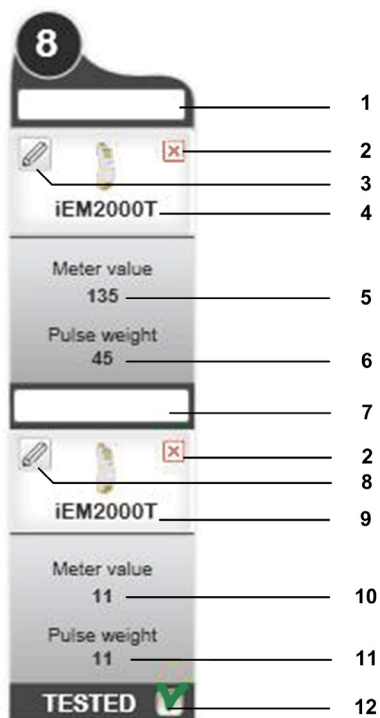 8
1
2
3
iEM2000T 4
Meter value
135 5
Pulse weight
45 6
7
2
8
iEM2000T 9
Meter value
11 10
Pulse weight
11 11
TESTED 12